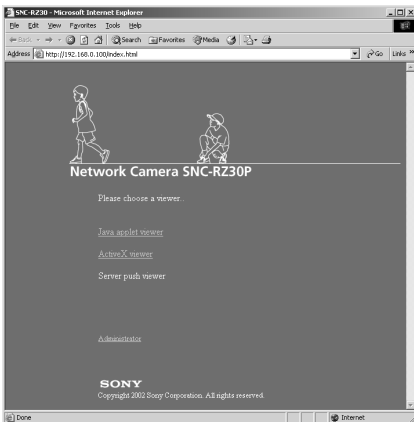 SNC-RZ30 - Microsoft Internet Explorer
File Edit View Favorites Tools Help
Back Search Favorites Media
Address http://192.168.0.100/index.html Go Links »
Network Camera SNC-RZ30P
Please choose a viewer..
Java applet viewer
ActiveX viewer
Server push viewer
Administrator
SONY
Copyright 2002 Sony Corporation. All rights reserved.
Done Internet